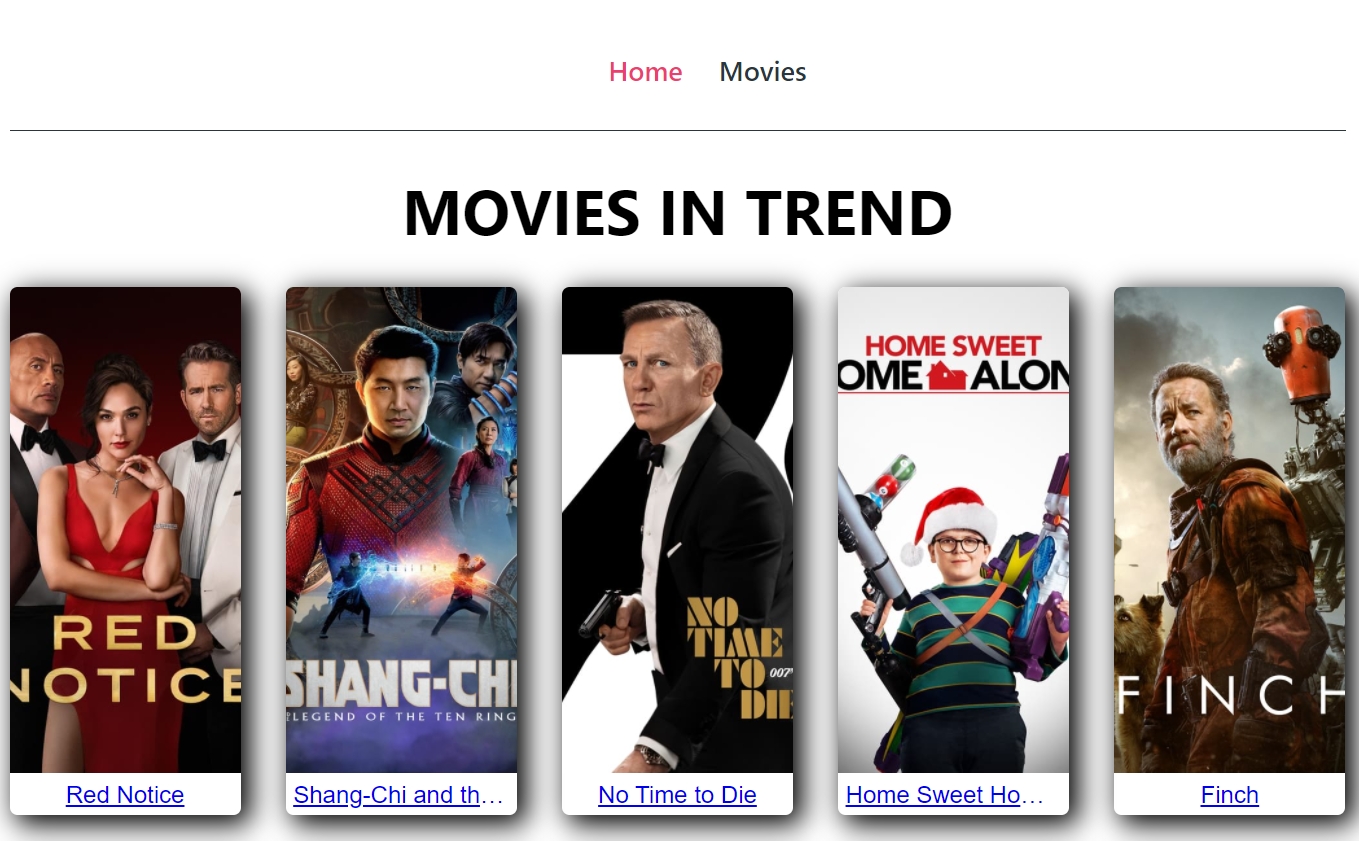 Home Movies
MOVIES IN TREND
RED
NOTICE
SHANG-CHI
LEGEND OF THE TEN RING
NO
TIME
TO
007
DIE
HOME SWEET
OME ALON
FINCH
Red Notice
Shang-Chi and th...
No Time to Die
Home Sweet Ho...
Finch